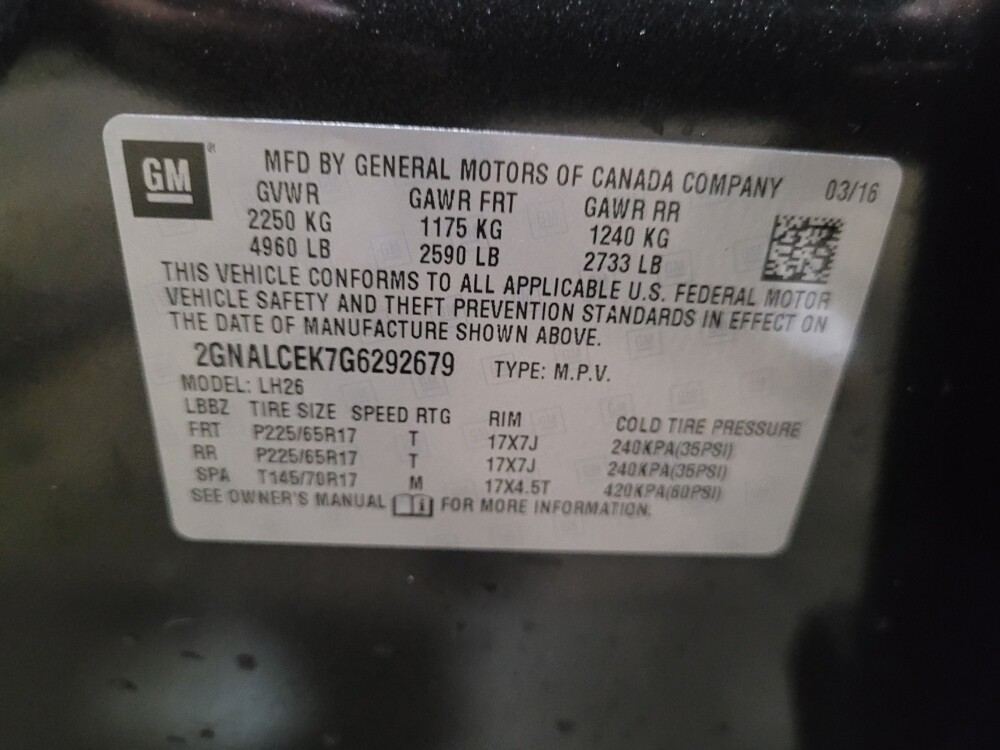 GM®
MFD BY GENERAL MOTORS OF CANADA COMPANY 03/16
GVWR GAWR FRT GAWR RR
2250 KG 1175 KG 1240 KG
4960 LB 2590 LB 2733 LB
THIS VEHICLE CONFORMS TO ALL APPLICABLE U.S. FEDERAL MOTOR
VEHICLE SAFETY AND THEFT PREVENTION STANDARDS IN EFFECT ON
THE DATE OF MANUFACTURE SHOWN ABOVE.
2GNALCEK7G6292679 TYPE: M.P.V.
MODEL: LH26
LBBZ TIRE SIZE SPEED RTG RIM COLD TIRE PRESSURE
FRT P225/65R17 T 17X7J 240KPA(35PSI)
RR P225/65R17 T 17X7J 240KPA(35PSI)
SPA T145/70R17 M 17X4.5T 420KPA(60PSI)
SEE OWNER'S MANUAL FOR MORE INFORMATION.